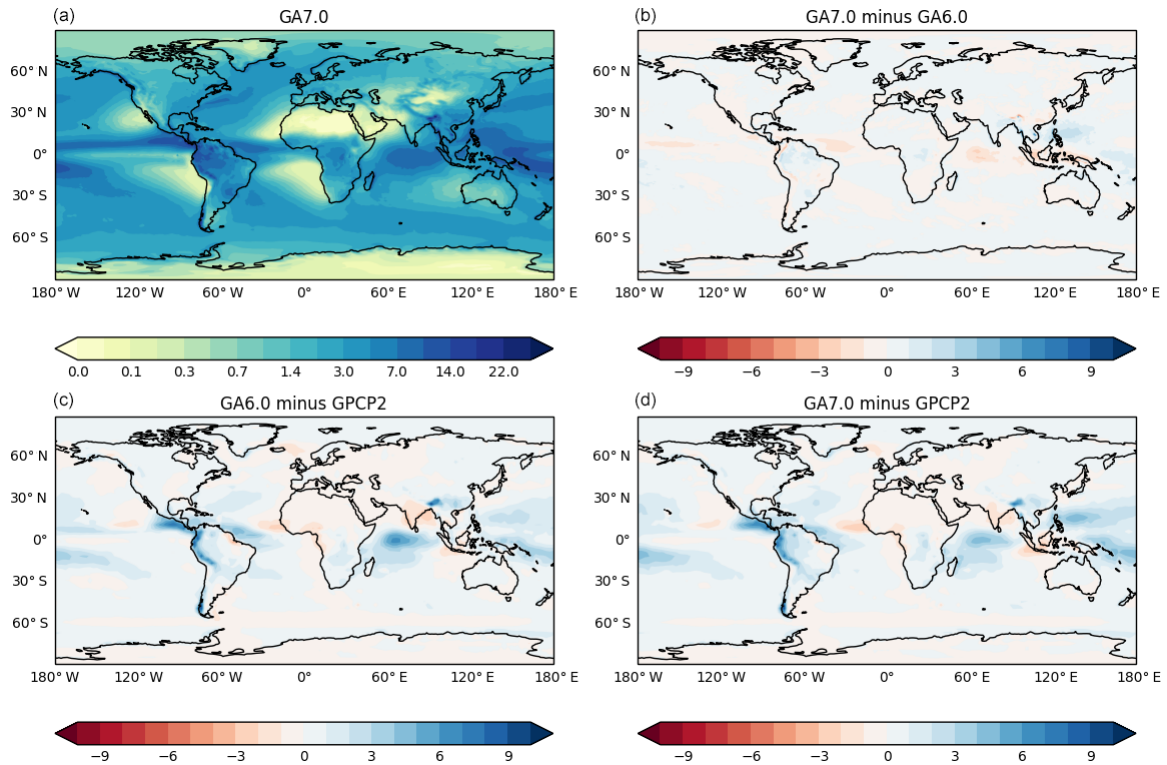 (a) GA7.0
(b) GA7.0 minus GA6.0
60° N 60° N
30° N 30° N
0° 0°
30° S 30° S
60° S 60° S
180° W 120° W 60° W 0° 60° E 120° E 180° E 180° W 120° W 60° W 0° 60° E 120° E 180° E
0.0 0.1 0.3 0.7 1.4 3.0 7.0 14.0 22.0 −9 −6 −3 3 6 9
(c) GA6.0 minus GPCP2
(d) GA7.0 minus GPCP2
60° N 60° N
30° N 30° N
0° 0°
30° S 30° S
60° S 60° S
180° W 120° W 60° W 0° 60° E 120° E 180° E 180° W 120° W 60° W 0° 60° E 120° E 180° E
−9 −6 −3 3 6 9 −9 −6 −3 3 6 9